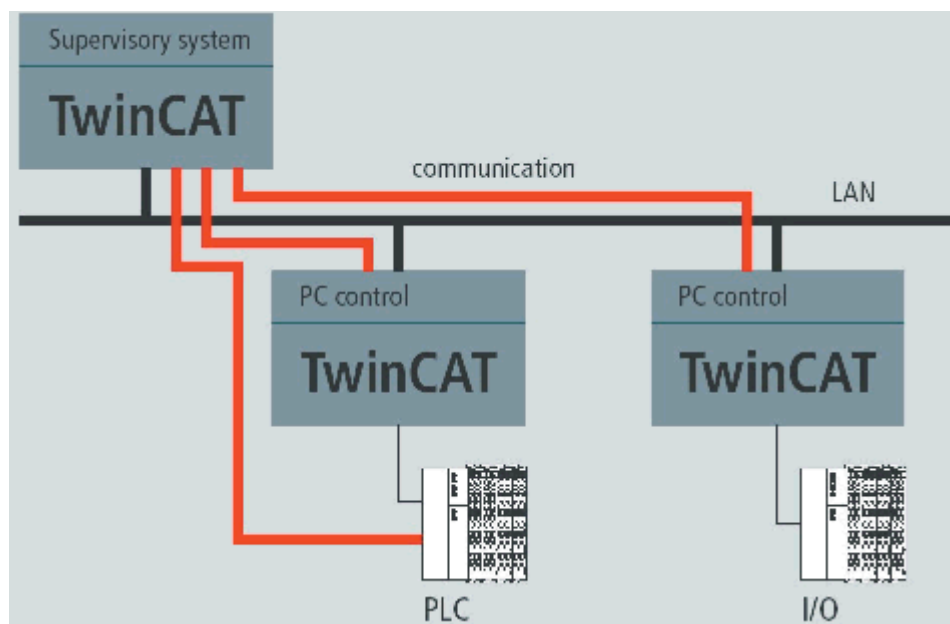 Supervisory system
TwinCAT
communication
LAN
PC control
TwinCAT
PC control
TwinCAT
PLC
I/O